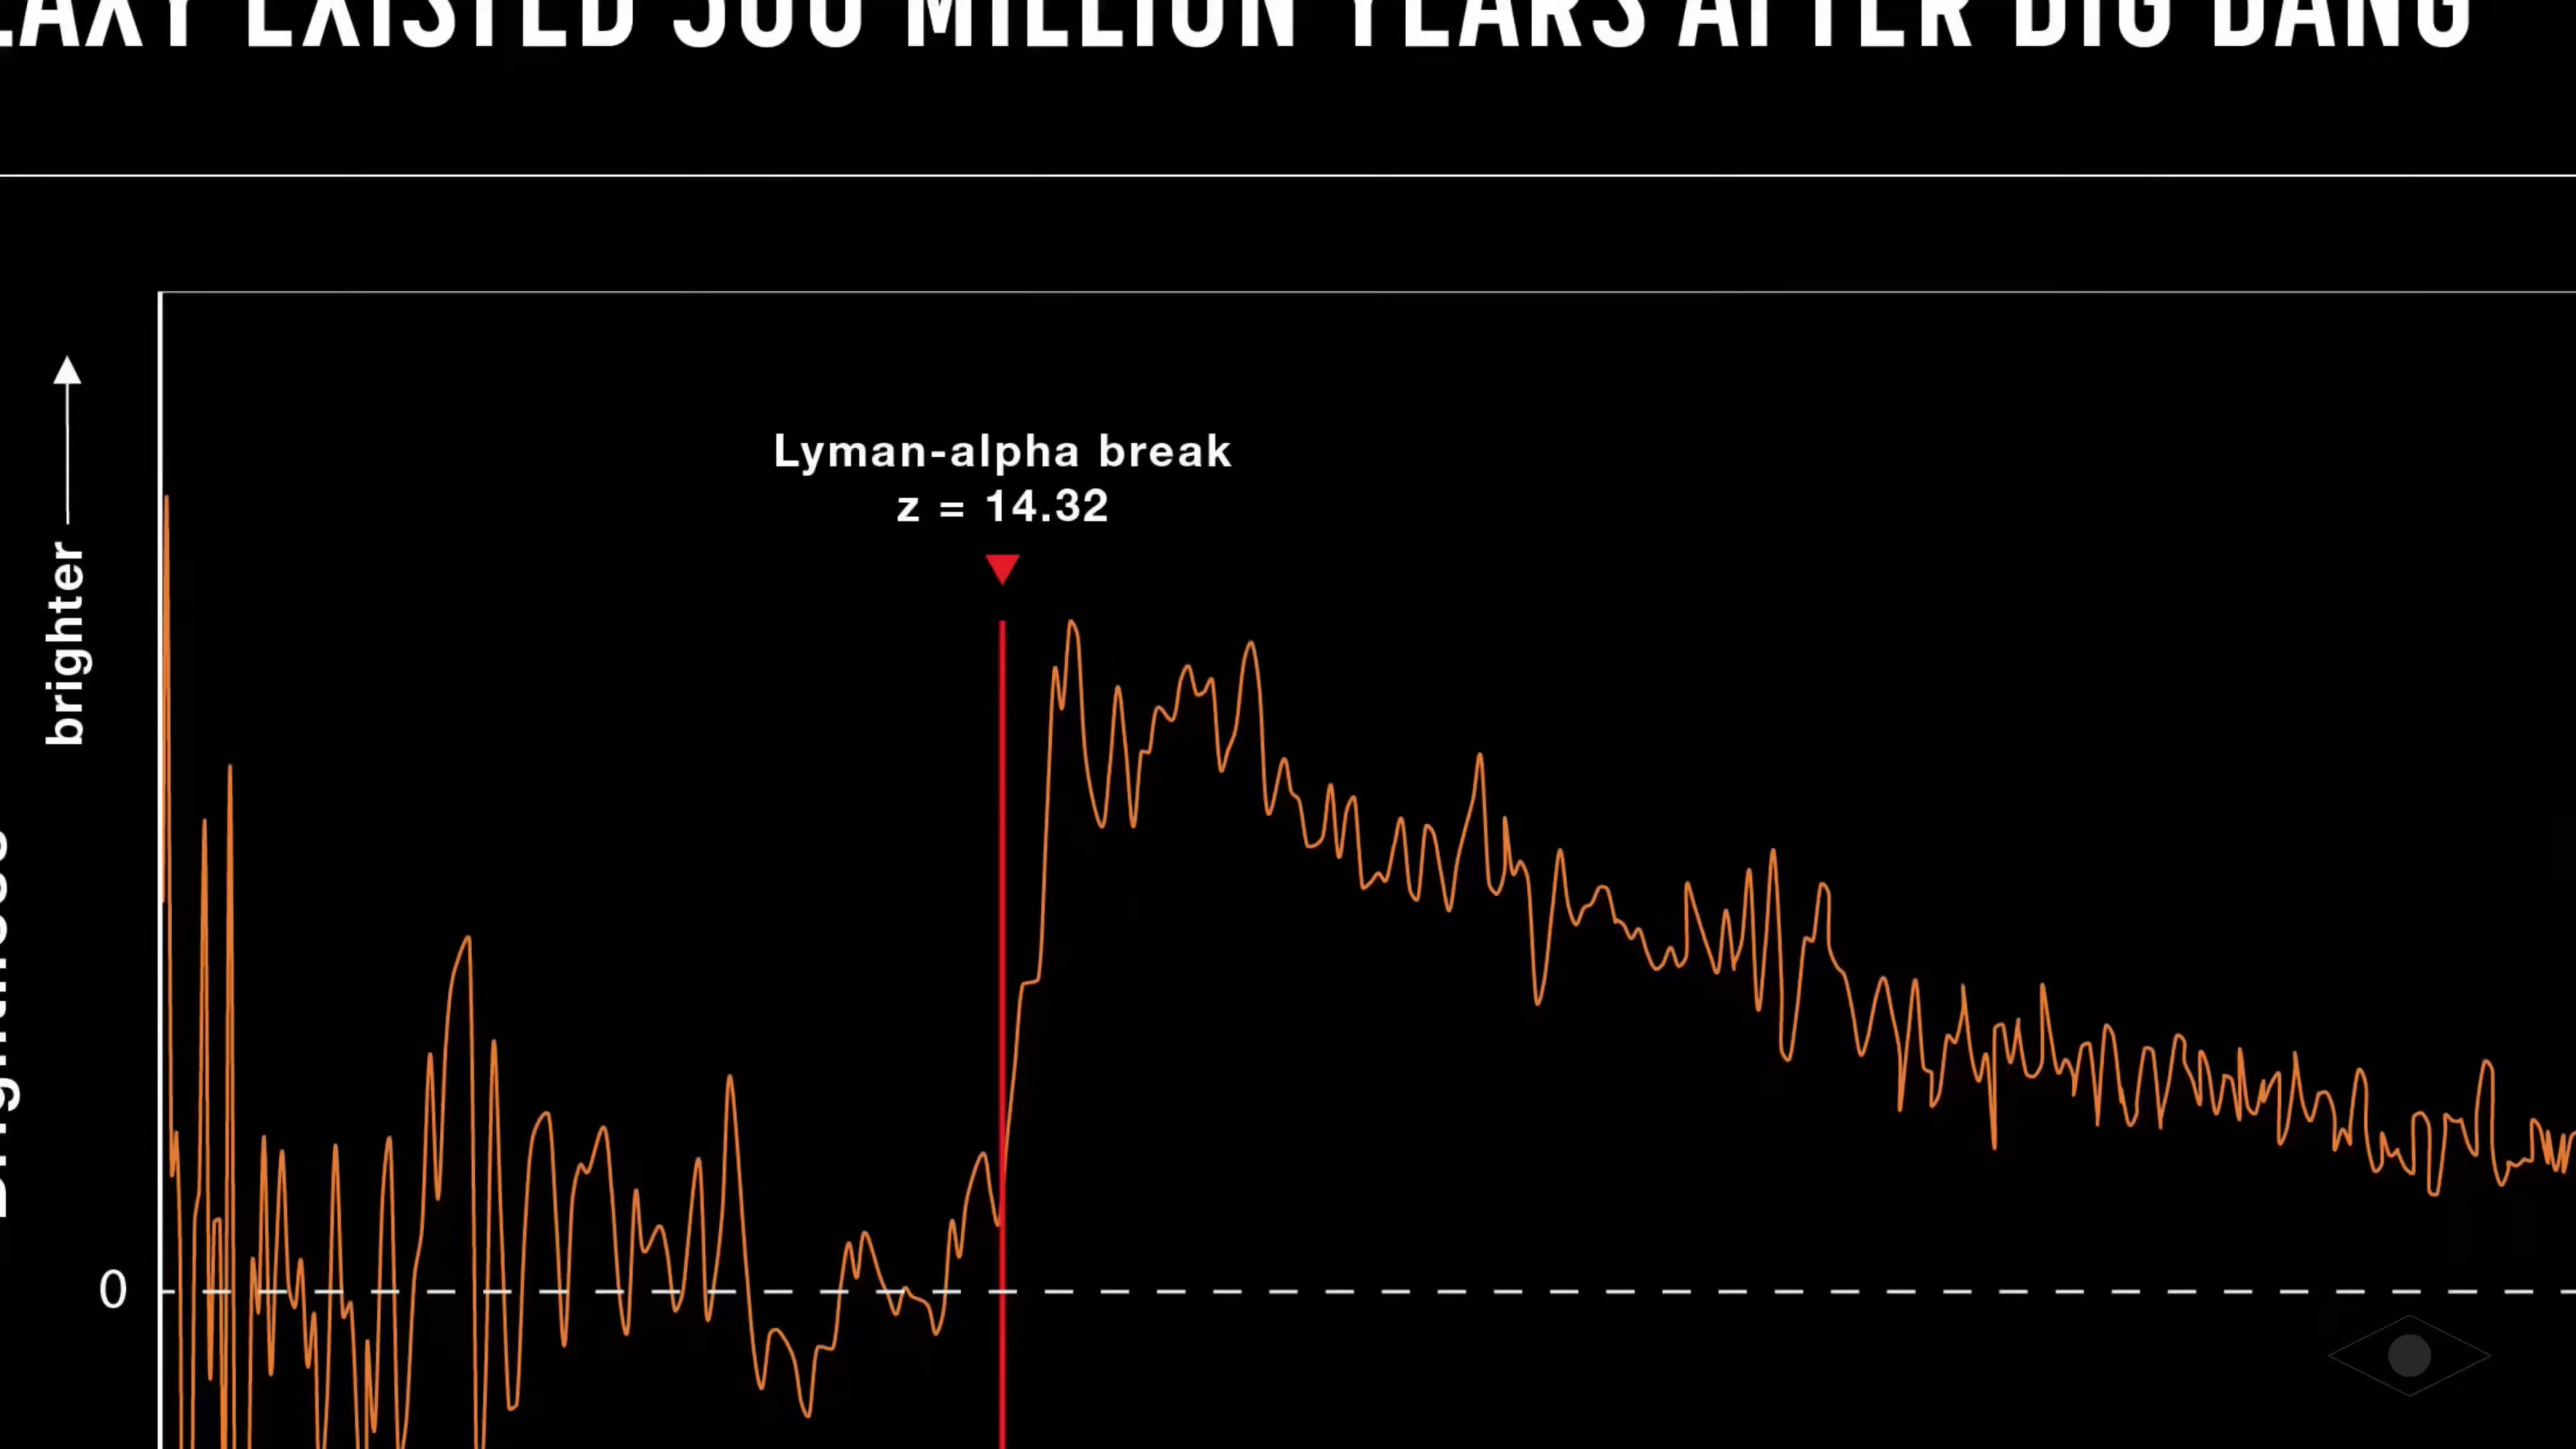 EXISTED 300 MILLION YEARS AFTER BIG BANG
Lyman-alpha break
z = 14.32
brighter
0